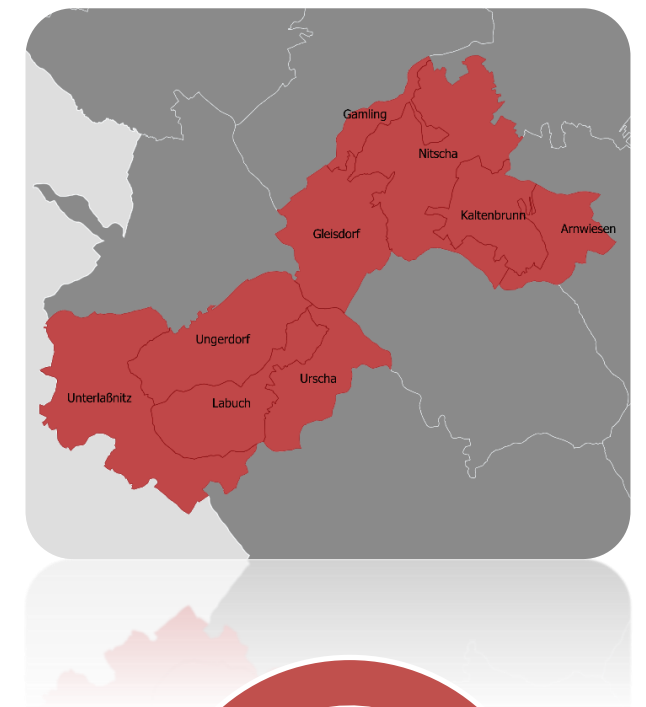 Gamling
Nitscha
Kaltenbrunn
Arnwiesen
Gleisdorf
Ungerdorf
Urscha
Unterlaßnitz
Labuch